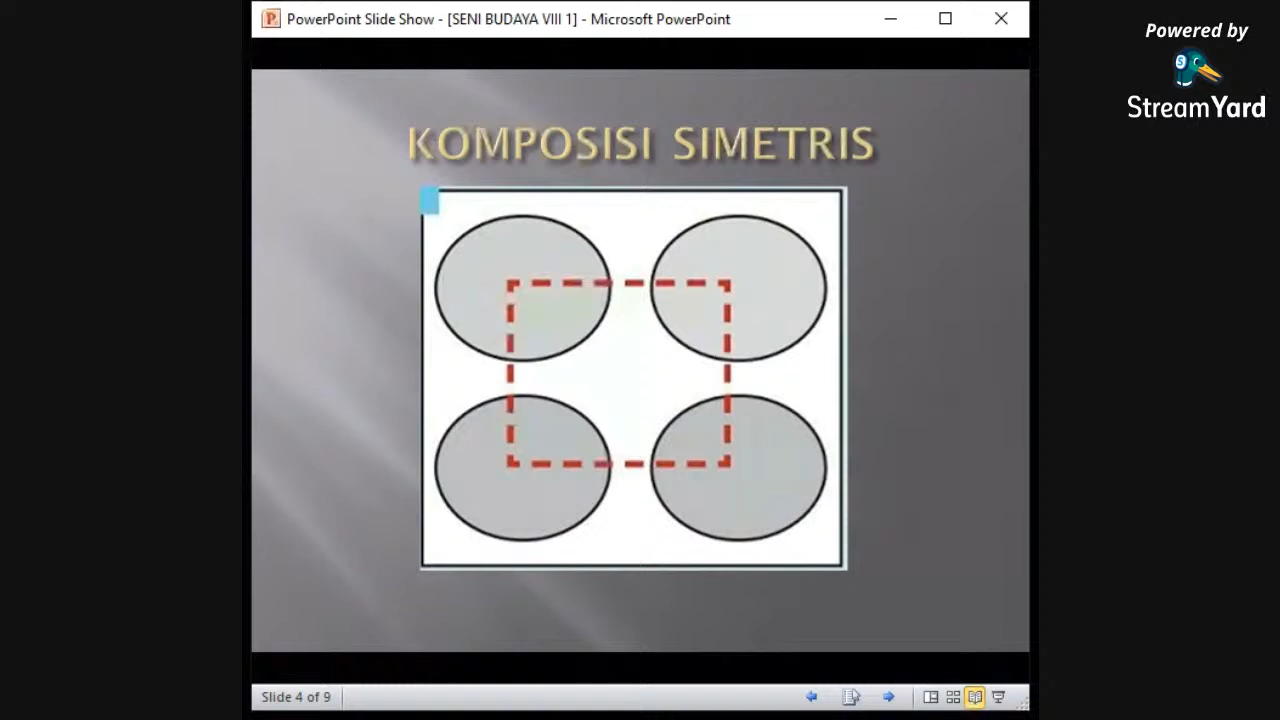 PowerPoint Slide Show - [SENI BUDAYA VIII 1] - Microsoft PowerPoint
Powered by
StreamYard
KOMPOSISI SIMETRIS
Slide 4 of 9